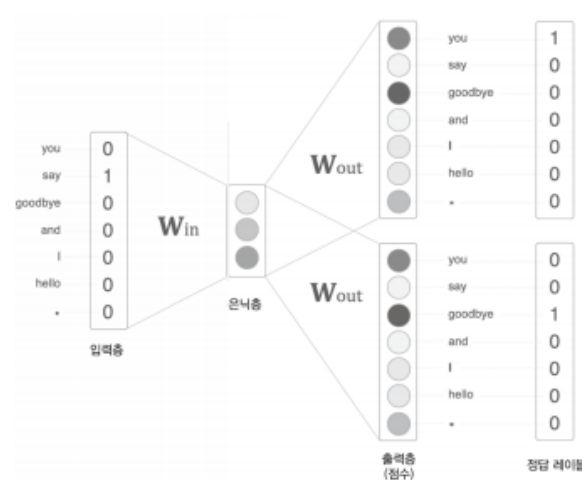 you 0
say 1
goodbye 0
and 0
I 0
hello 0
. 0
입력층
Win
은닉층
Wout
you 1
say 0
goodbye 0
and 0
I 0
hello 0
. 0
Wout
you 0
say 0
goodbye 1
and 0
I 0
hello 0
. 0
출력층
(점수)
정답 레이블